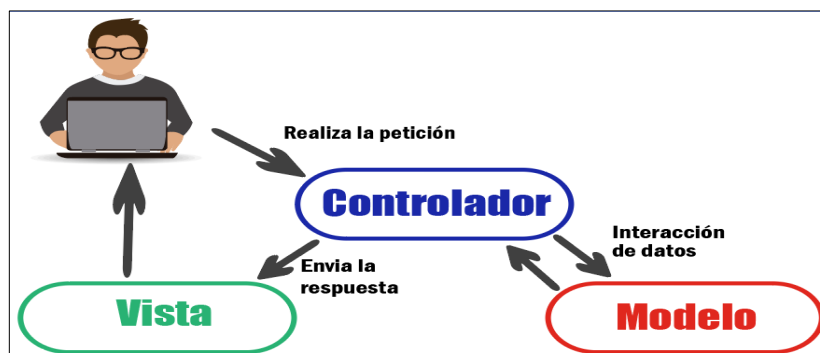 Realiza la petición
Controlador
Interacción
de datos
Envia la
respuesta
Vista
Modelo